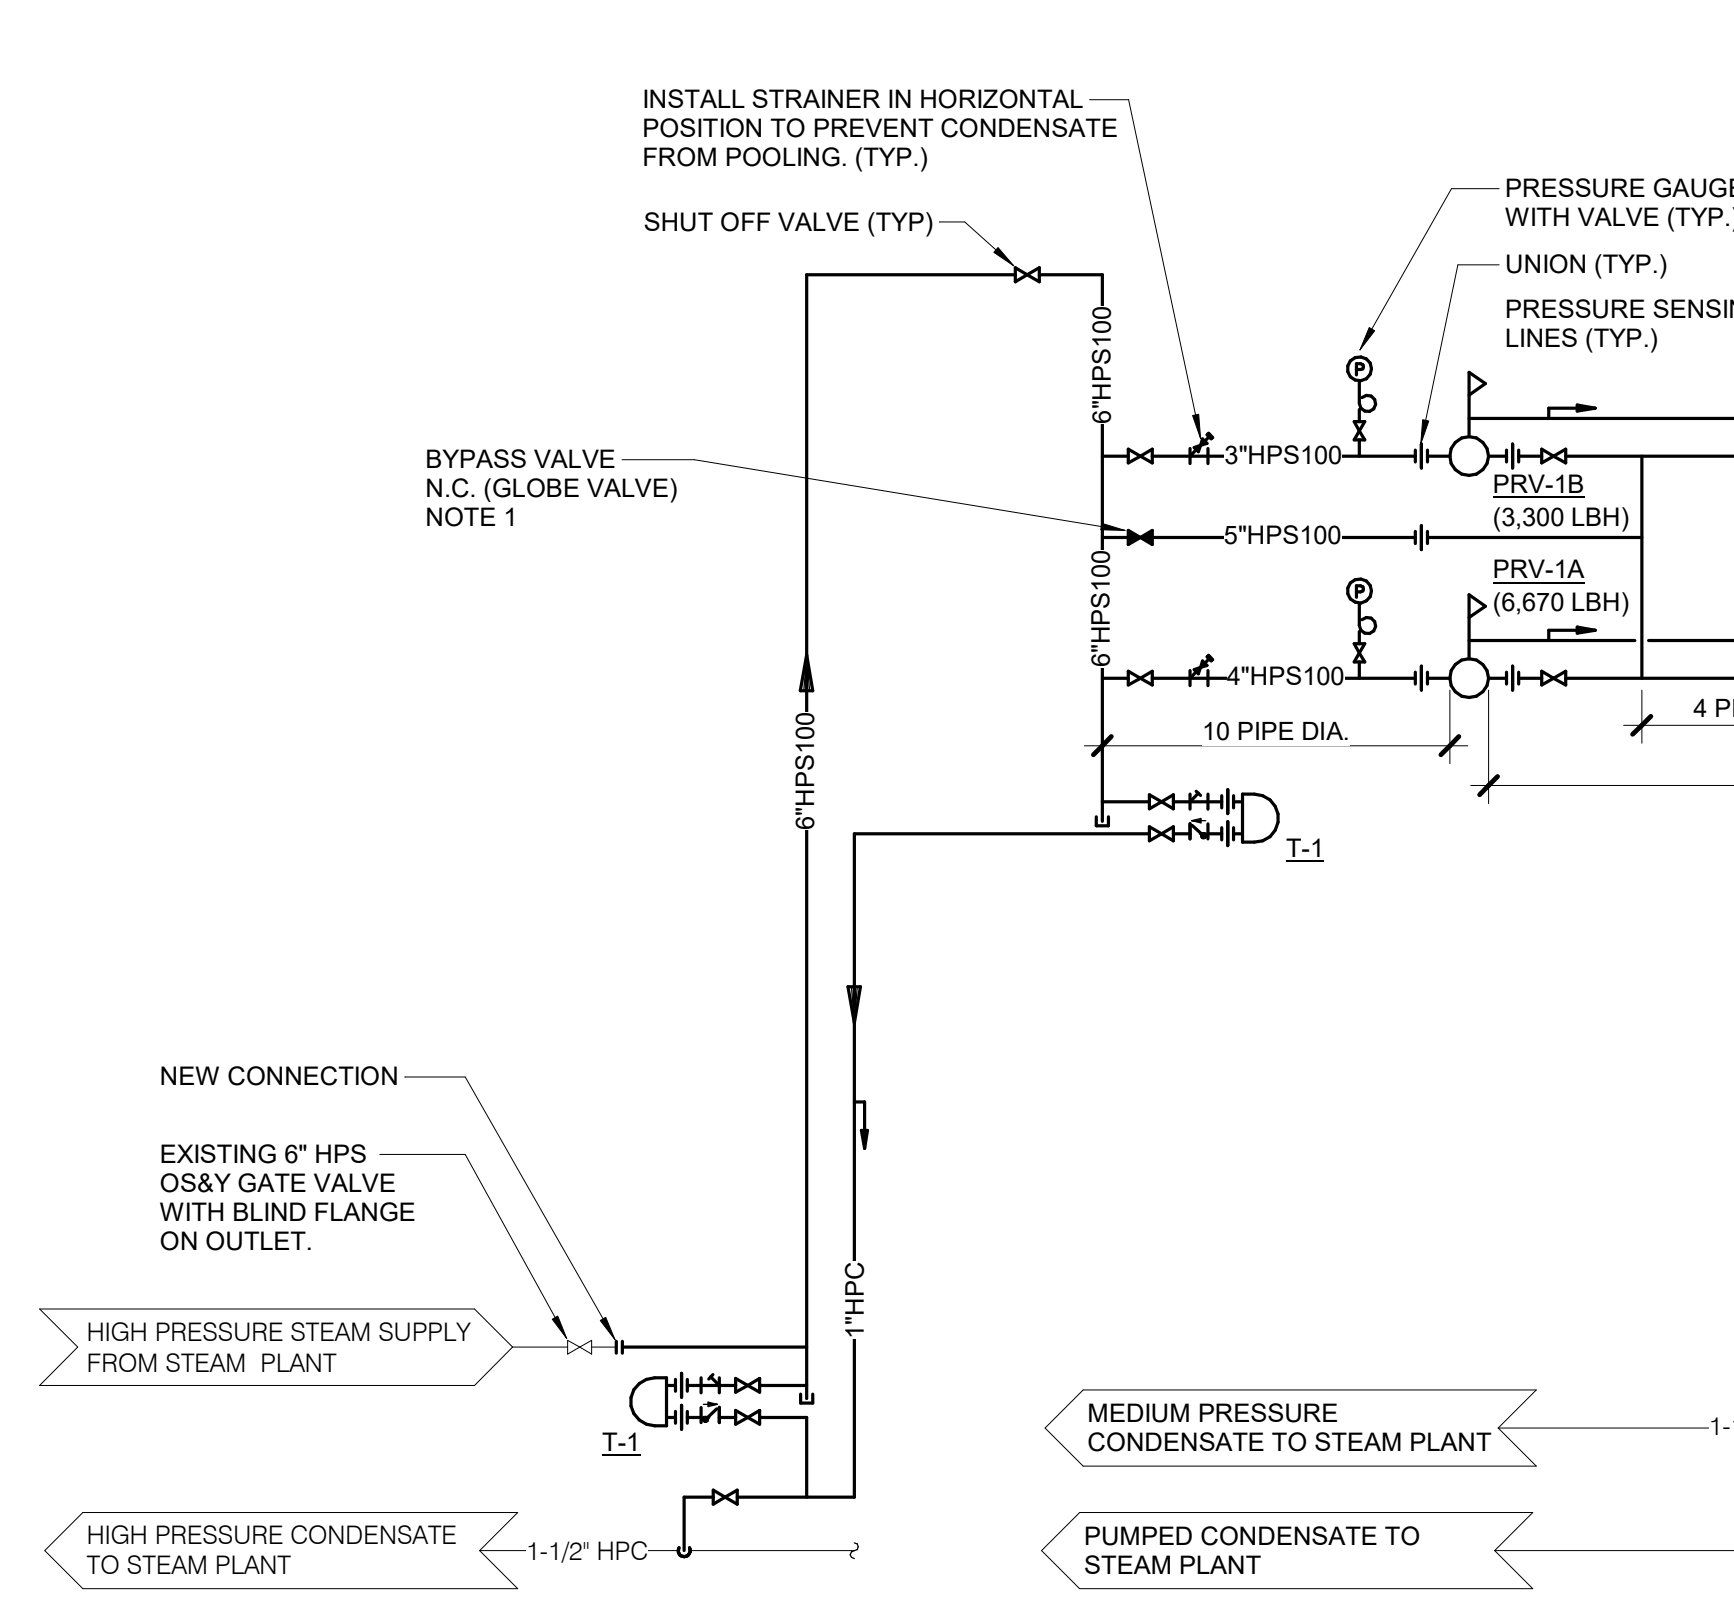 INSTALL STRAINER IN HORIZONTAL
POSITION TO PREVENT CONDENSATE
FROM POOLING. (TYP.)
SHUT OFF VALVE (TYP)
PRESSURE GAUGE
WITH VALVE (TYP.)
UNION (TYP.)
PRESSURE SENSIN
LINES (TYP.)
6"HPS100
P
BYPASS VALVE
N.C. (GLOBE VALVE)
NOTE 1
3"HPS100
PRV-1B
(3,300 LBH)
5"HPS100
6"HPS100
PRV-1A
(6,670 LBH)
P
4"HPS100
10 PIPE DIA.
4 PI
6"HPS100
T-1
NEW CONNECTION
EXISTING 6" HPS
OS&Y GATE VALVE
WITH BLIND FLANGE
ON OUTLET.
1"HPC
HIGH PRESSURE STEAM SUPPLY
FROM STEAM PLANT
T-1
MEDIUM PRESSURE
CONDENSATE TO STEAM PLANT
1-1
HIGH PRESSURE CONDENSATE
TO STEAM PLANT
1-1/2" HPC
PUMPED CONDENSATE TO
STEAM PLANT